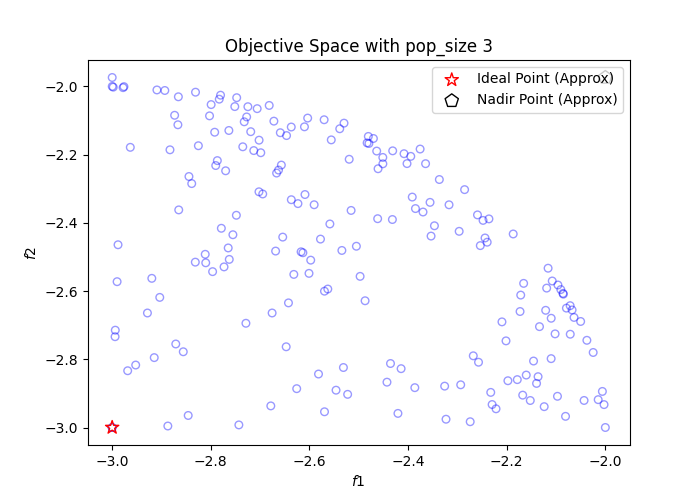 Objective Space with pop_size 3
Ideal Point (Approx)
Nadir Point (Approx)
−2.0
−2.2
−2.4
−2.6
−2.8
−3.0
f2
−3.0 −2.8 −2.6 −2.4 −2.2 −2.0
f1